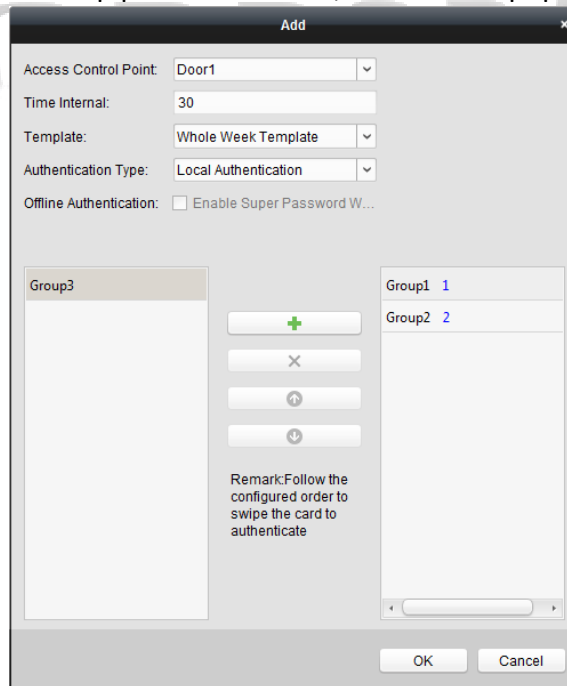 Add
Access Control Point: Door1
Time Internal: 30
Template: Whole Week Template
Authentication Type: Local Authentication
Offline Authentication: Enable Super Password W...
Group3
Group1 1
Group2 2
Remark:Follow the
configured order to
swipe the card to
authenticate
OK Cancel